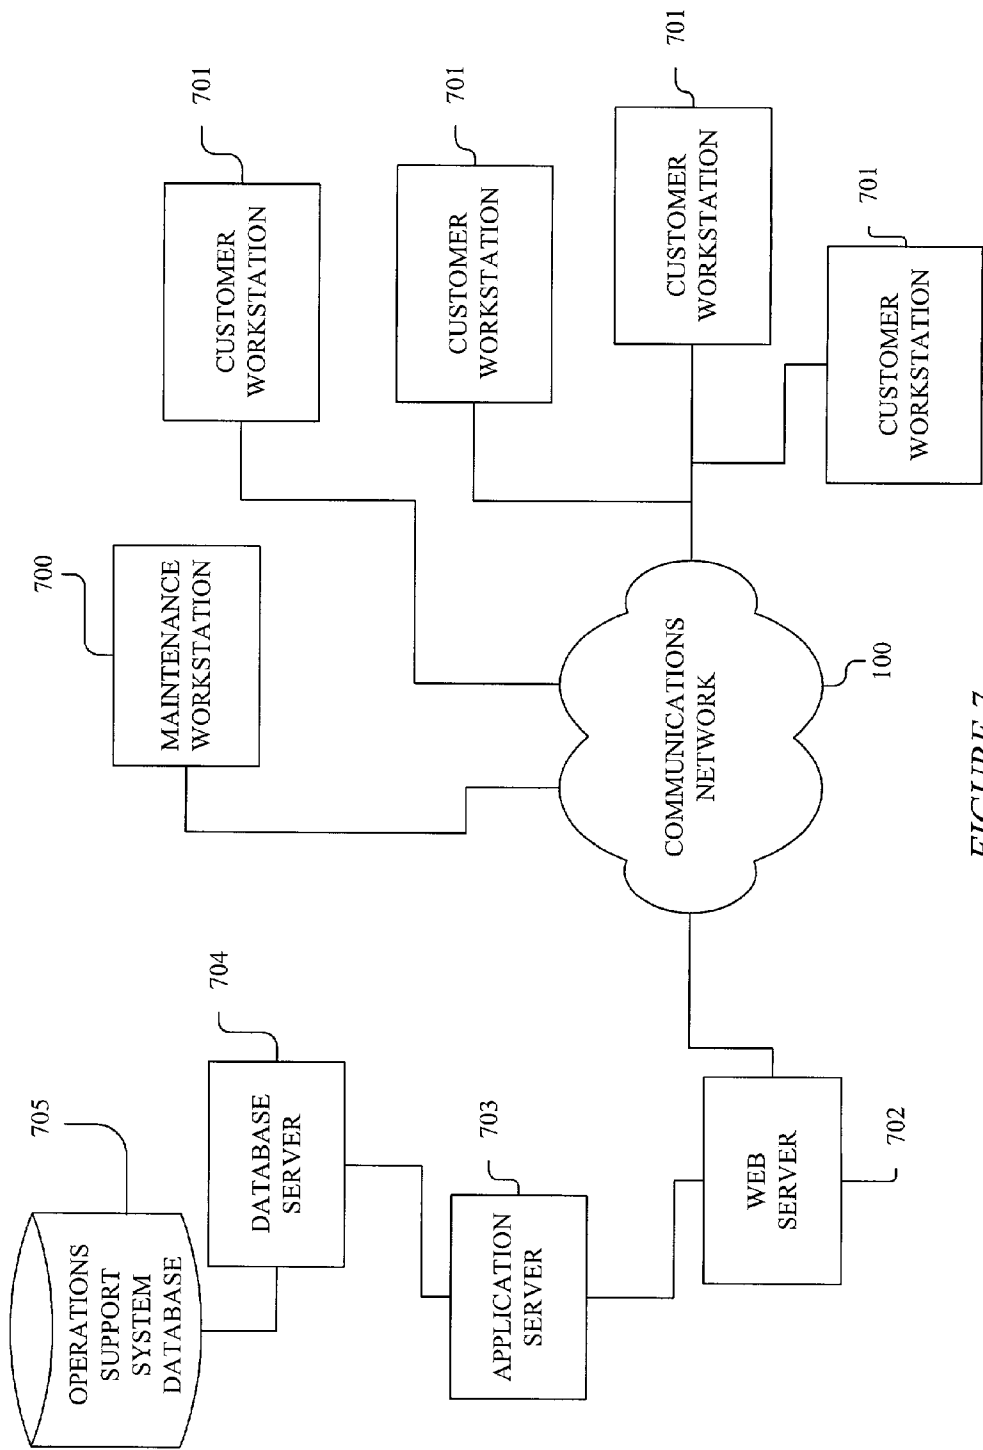 OPERATIONS
SUPPORT
SYSTEM
DATABASE
705
DATABASE
SERVER
704
APPLICATION
SERVER
703
WEB
SERVER
702
MAINTENANCE
WORKSTATION
700
COMMUNICATIONS
NETWORK
100
CUSTOMER
WORKSTATION
701
CUSTOMER
WORKSTATION
701
CUSTOMER
WORKSTATION
701
CUSTOMER
WORKSTATION
701
FIGURE 7